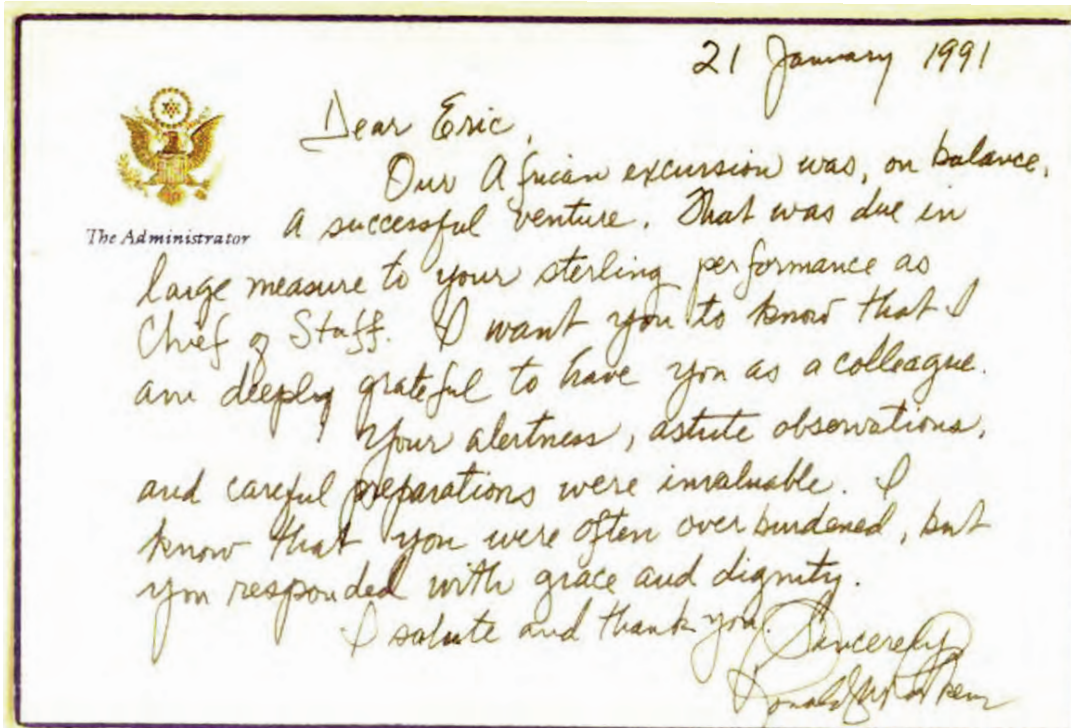 21 January 1991
Dear Eric,
Our African excursion was, on balance,
a successful venture. That was due in
The Administrator
large measure to your sterling performance as
Chief of Staff. I want you to know that I
am deeply grateful to have you as a colleague.
Your alertness, astute observations,
and careful preparations were invaluable. I
know that you were often overburdened, but
you responded with grace and dignity.
I salute and thank you.
Sincerely
Ronald